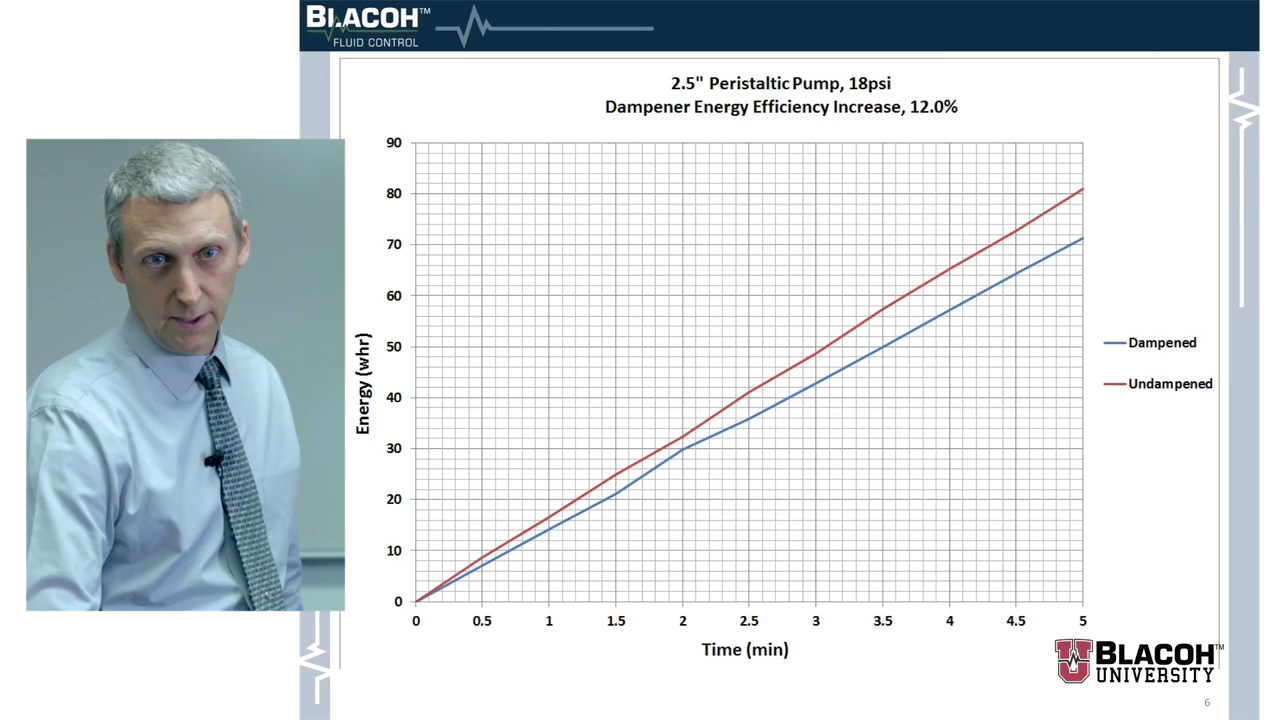 BLACOH™
FLUID CONTROL
2.5" Peristaltic Pump, 18psi
Dampener Energy Efficiency Increase, 12.0%
90
80
70
60
50
40
30
20
10
0
Energy (whr)
0 0.5 1 1.5 2 2.5 3 3.5 4 4.5 5
Time (min)
Dampened
Undampened
U BLACOH™
UNIVERSITY
6